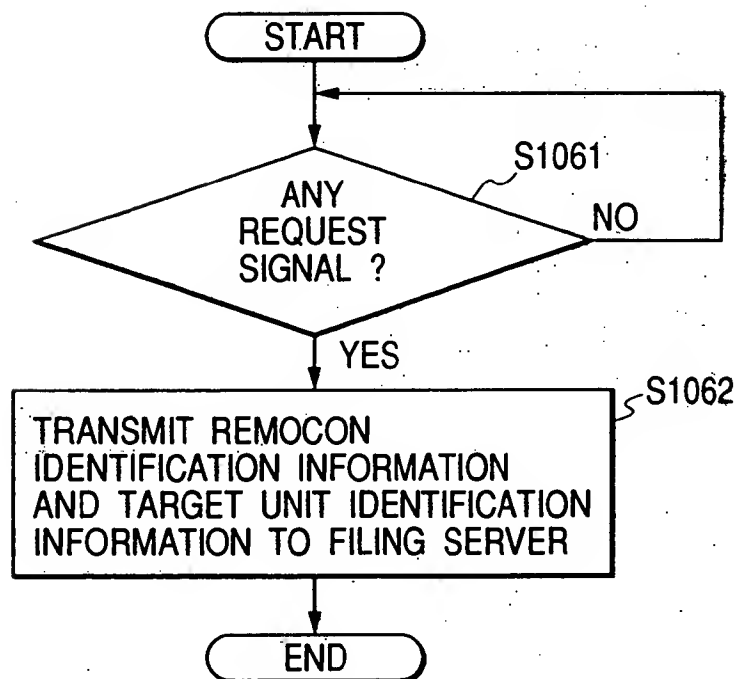 START
S1061
ANY
REQUEST
SIGNAL ?
NO
YES
S1062
TRANSMIT REMOCON
IDENTIFICATION INFORMATION
AND TARGET UNIT IDENTIFICATION
INFORMATION TO FILING SERVER
END